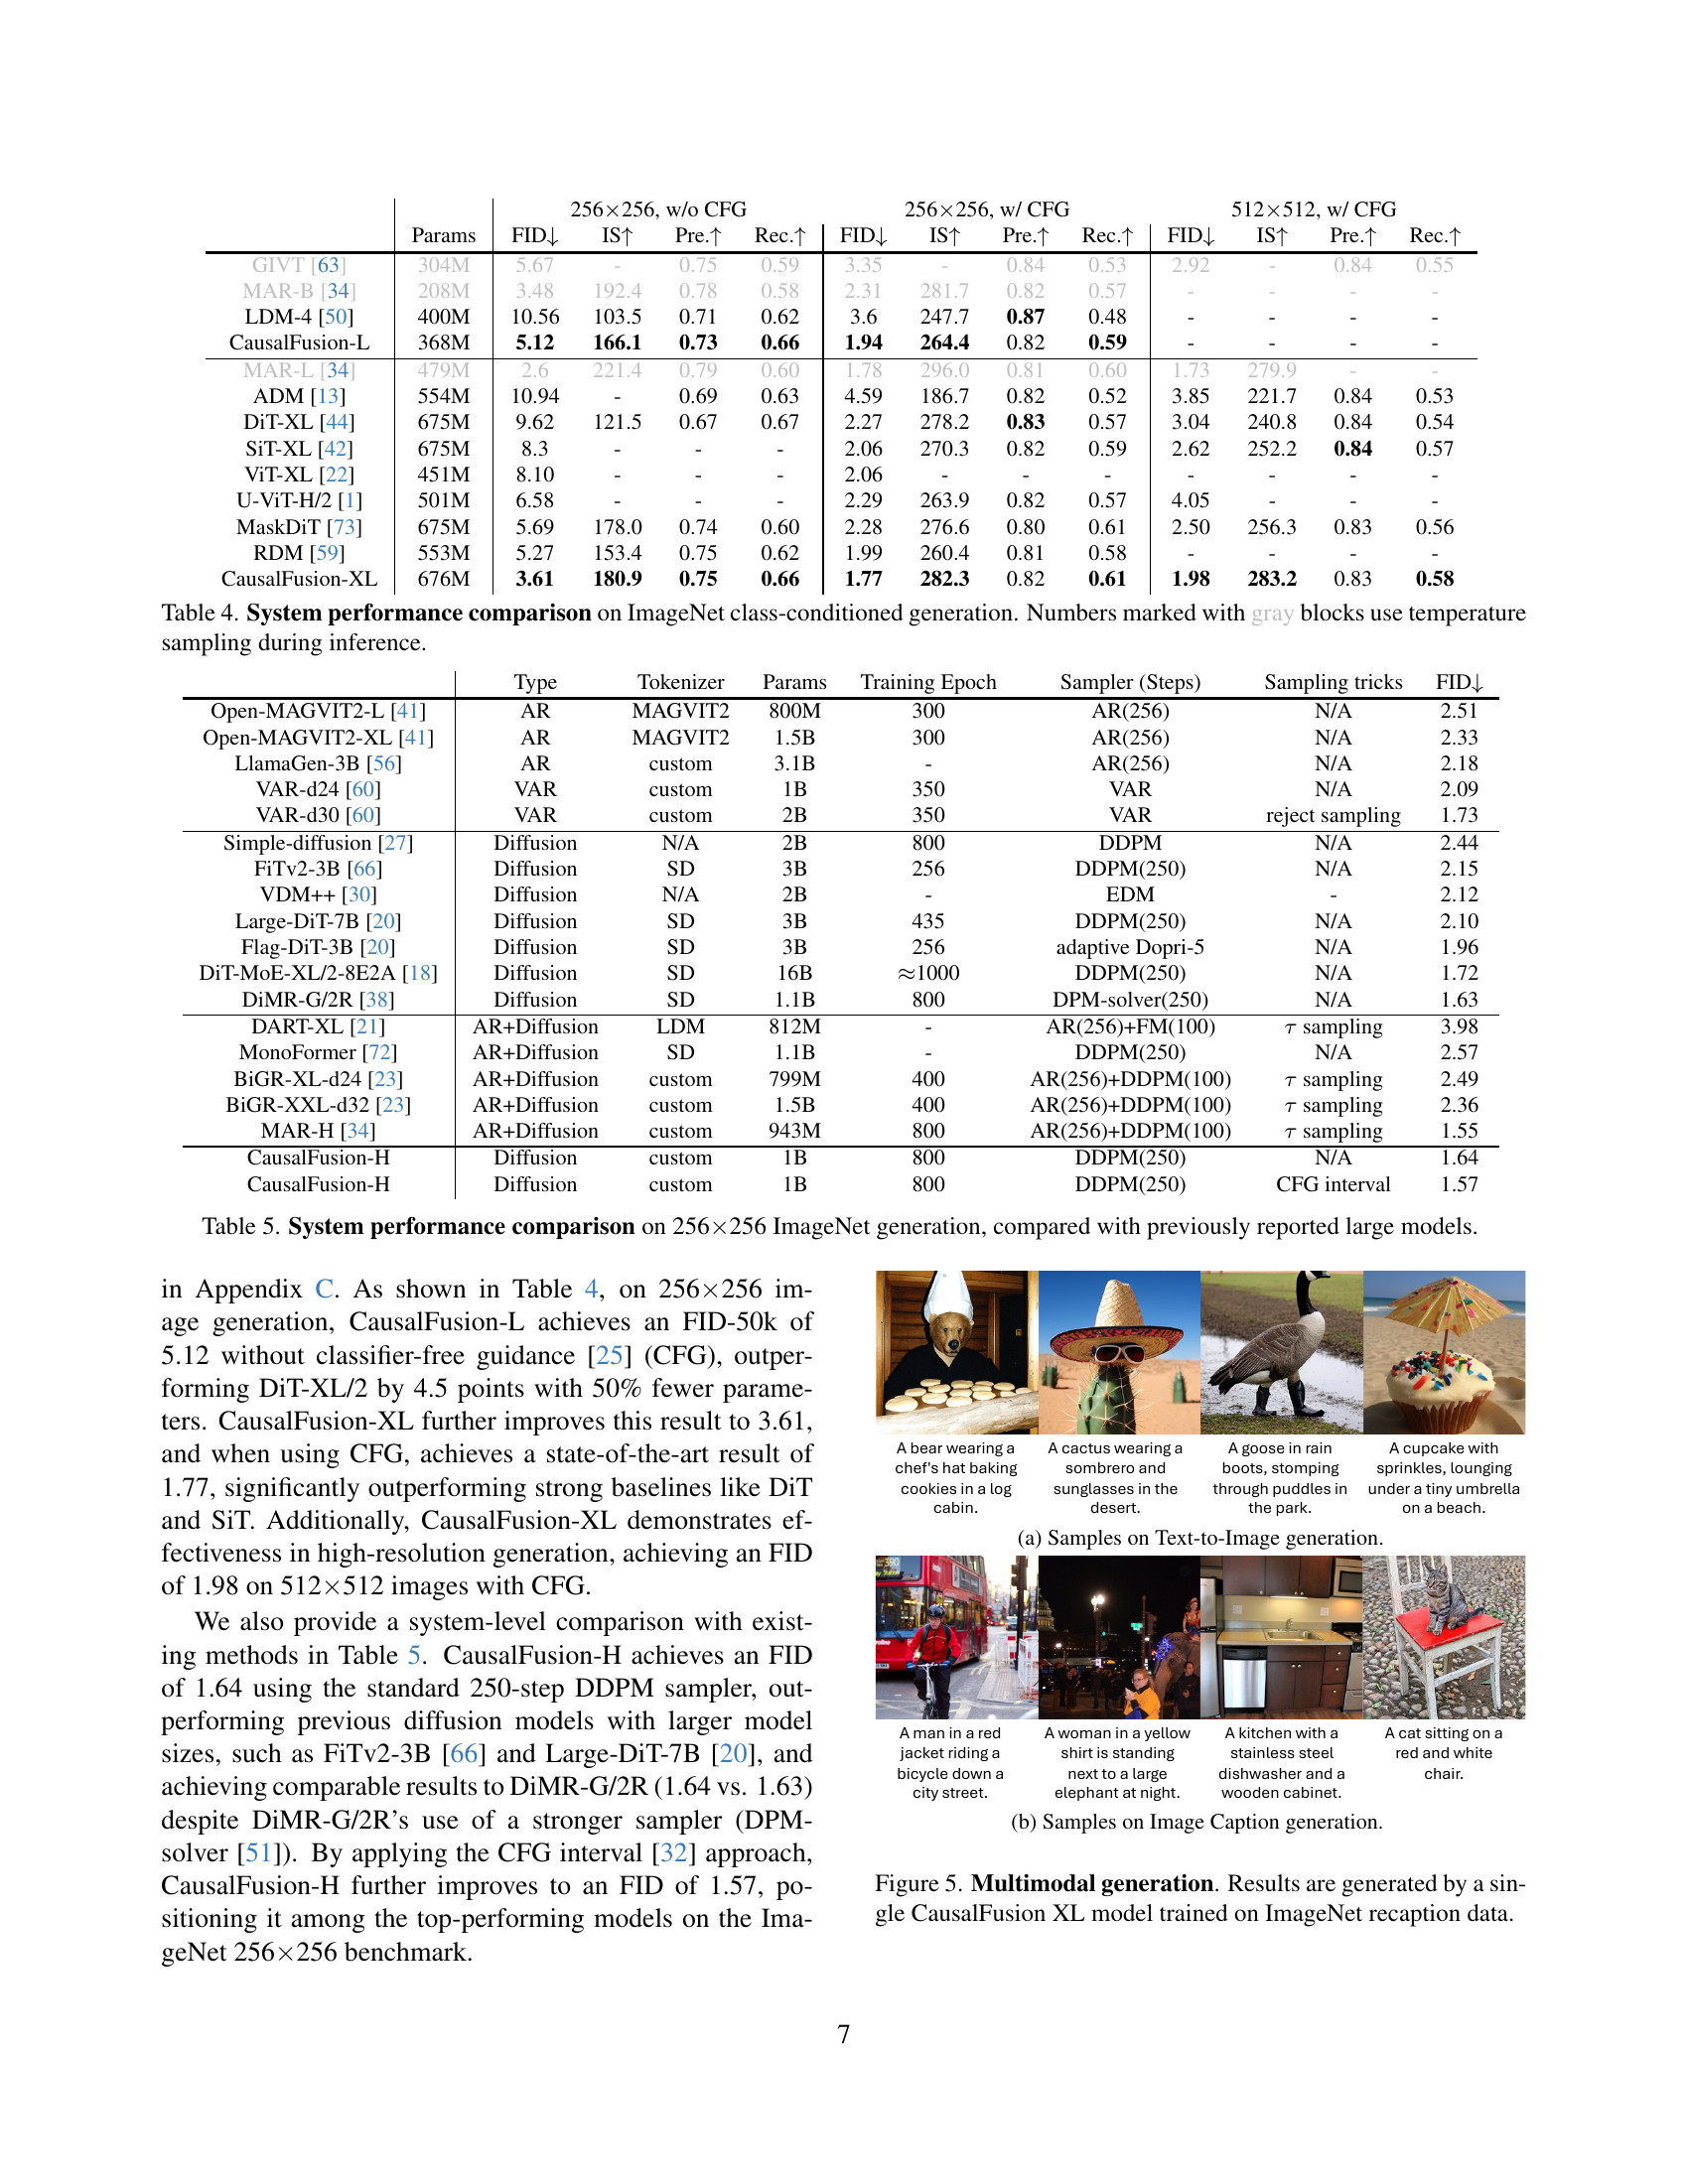 256×256, w/o CFG 256×256, w/ CFG 512×512, w/ CFG
Params FID↓ IS↑ Pre.↑ Rec.↑ FID↓ IS↑ Pre.↑ Rec.↑ FID↓ IS↑ Pre.↑ Rec.↑
GIVT [63] 304M 5.67 - 0.75 0.59 3.35 - 0.84 0.53 2.92 - 0.84 0.55
MAR-B [34] 208M 3.48 192.4 0.78 0.58 2.31 281.7 0.82 0.57 - - - -
LDM-4 [50] 400M 10.56 103.5 0.71 0.62 3.6 247.7 0.87 0.48 - - - -
CausalFusion-L 368M 5.12 166.1 0.73 0.66 1.94 264.4 0.82 0.59 - - - -
MAR-L [34] 479M 2.6 221.4 0.79 0.60 1.78 296.0 0.81 0.60 1.73 279.9 - -
ADM [13] 554M 10.94 - 0.69 0.63 4.59 186.7 0.82 0.52 3.85 221.7 0.84 0.53
DiT-XL [44] 675M 9.62 121.5 0.67 0.67 2.27 278.2 0.83 0.57 3.04 240.8 0.84 0.54
SiT-XL [42] 675M 8.3 - - - 2.06 270.3 0.82 0.59 2.62 252.2 0.84 0.57
ViT-XL [22] 451M 8.10 - - - 2.06 - - - - - - -
U-ViT-H/2 [1] 501M 6.58 - - - 2.29 263.9 0.82 0.57 4.05 - - -
MaskDiT [73] 675M 5.69 178.0 0.74 0.60 2.28 276.6 0.80 0.61 2.50 256.3 0.83 0.56
RDM [59] 553M 5.27 153.4 0.75 0.62 1.99 260.4 0.81 0.58 - - - -
CausalFusion-XL 676M 3.61 180.9 0.75 0.66 1.77 282.3 0.82 0.61 1.98 283.2 0.83 0.58
Table 4. System performance comparison on ImageNet class-conditioned generation. Numbers marked with gray blocks use temperature
sampling during inference.
Type Tokenizer Params Training Epoch Sampler (Steps) Sampling tricks FID↓
Open-MAGVIT2-L [41] AR MAGVIT2 800M 300 AR(256) N/A 2.51
Open-MAGVIT2-XL [41] AR MAGVIT2 1.5B 300 AR(256) N/A 2.33
LlamaGen-3B [56] AR custom 3.1B - AR(256) N/A 2.18
VAR-d24 [60] VAR custom 1B 350 VAR N/A 2.09
VAR-d30 [60] VAR custom 2B 350 VAR reject sampling 1.73
Simple-diffusion [27] Diffusion N/A 2B 800 DDPM N/A 2.44
FiTv2-3B [66] Diffusion SD 3B 256 DDPM(250) N/A 2.15
VDM++ [30] Diffusion N/A 2B - EDM - 2.12
Large-DiT-7B [20] Diffusion SD 3B 435 DDPM(250) N/A 2.10
Flag-DiT-3B [20] Diffusion SD 3B 256 adaptive Dopri-5 N/A 1.96
DiT-MoE-XL/2-8E2A [18] Diffusion SD 16B ≈1000 DDPM(250) N/A 1.72
DiMR-G/2R [38] Diffusion SD 1.1B 800 DPM-solver(250) N/A 1.63
DART-XL [21] AR+Diffusion LDM 812M - AR(256)+FM(100) τ sampling 3.98
MonoFormer [72] AR+Diffusion SD 1.1B - DDPM(250) N/A 2.57
BiGR-XL-d24 [23] AR+Diffusion custom 799M 400 AR(256)+DDPM(100) τ sampling 2.49
BiGR-XXL-d32 [23] AR+Diffusion custom 1.5B 400 AR(256)+DDPM(100) τ sampling 2.36
MAR-H [34] AR+Diffusion custom 943M 800 AR(256)+DDPM(100) τ sampling 1.55
CausalFusion-H Diffusion custom 1B 800 DDPM(250) N/A 1.64
CausalFusion-H Diffusion custom 1B 800 DDPM(250) CFG interval 1.57
Table 5. System performance comparison on 256×256 ImageNet generation, compared with previously reported large models.
in Appendix C. As shown in Table 4, on 256×256 im-
age generation, CausalFusion-L achieves an FID-50k of
5.12 without classifier-free guidance [25] (CFG), outper-
forming DiT-XL/2 by 4.5 points with 50% fewer parame-
ters. CausalFusion-XL further improves this result to 3.61,
and when using CFG, achieves a state-of-the-art result of
1.77, significantly outperforming strong baselines like DiT
and SiT. Additionally, CausalFusion-XL demonstrates ef-
fectiveness in high-resolution generation, achieving an FID
of 1.98 on 512×512 images with CFG.
We also provide a system-level comparison with exist-
ing methods in Table 5. CausalFusion-H achieves an FID
of 1.64 using the standard 250-step DDPM sampler, out-
performing previous diffusion models with larger model
sizes, such as FiTv2-3B [66] and Large-DiT-7B [20], and
achieving comparable results to DiMR-G/2R (1.64 vs. 1.63)
despite DiMR-G/2R's use of a stronger sampler (DPM-
solver [51]). By applying the CFG interval [32] approach,
CausalFusion-H further improves to an FID of 1.57, po-
sitioning it among the top-performing models on the Ima-
geNet 256×256 benchmark.
A bear wearing a
chef's hat baking
cookies in a log
cabin.
A cactus wearing a
sombrero and
sunglasses in the
desert.
A goose in rain
boots, stomping
through puddles in
the park.
A cupcake with
sprinkles, lounging
under a tiny umbrella
on a beach.
(a) Samples on Text-to-Image generation.
A man in a red
jacket riding a
bicycle down a
city street.
A woman in a yellow
shirt is standing
next to a large
elephant at night.
A kitchen with a
stainless steel
dishwasher and a
wooden cabinet.
A cat sitting on a
red and white
chair.
(b) Samples on Image Caption generation.
Figure 5. Multimodal generation. Results are generated by a sin-
gle CausalFusion XL model trained on ImageNet recaption data.
7